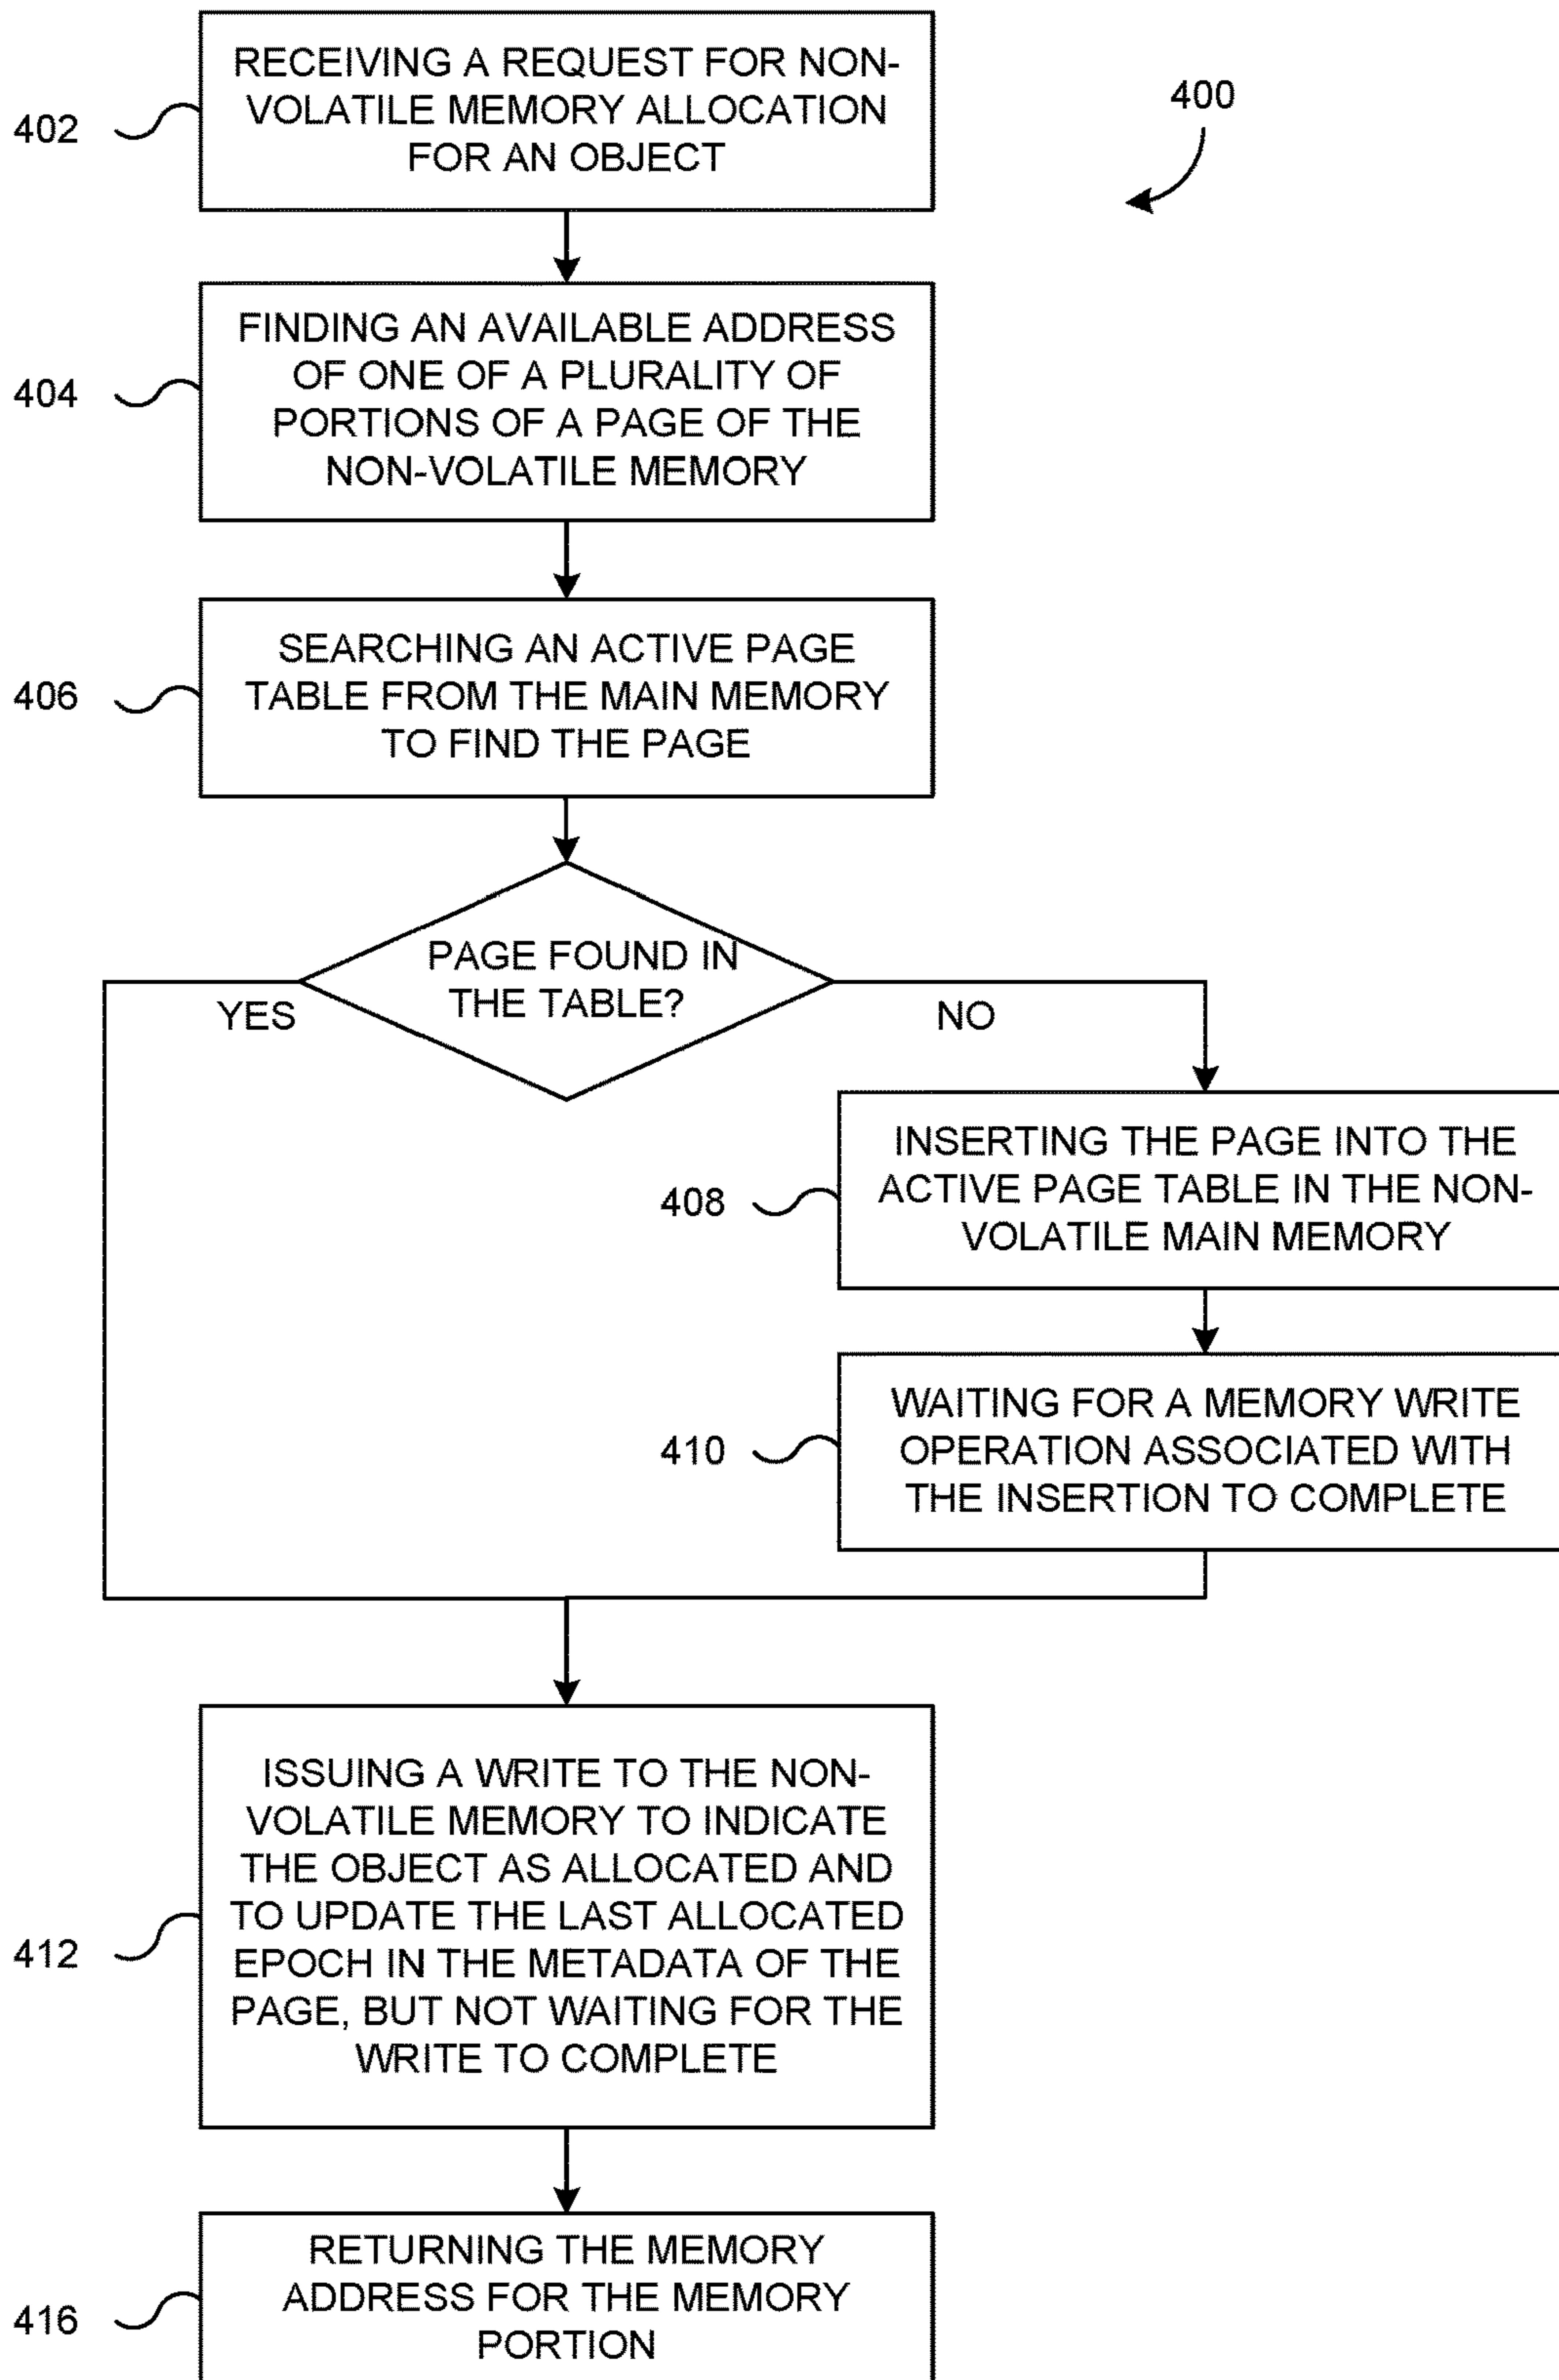 RECEIVING A REQUEST FOR NON-
VOLATILE MEMORY ALLOCATION
FOR AN OBJECT
402
400
FINDING AN AVAILABLE ADDRESS
OF ONE OF A PLURALITY OF
PORTIONS OF A PAGE OF THE
NON-VOLATILE MEMORY
404
SEARCHING AN ACTIVE PAGE
TABLE FROM THE MAIN MEMORY
TO FIND THE PAGE
406
PAGE FOUND IN
THE TABLE?
YES
NO
INSERTING THE PAGE INTO THE
ACTIVE PAGE TABLE IN THE NON-
VOLATILE MAIN MEMORY
408
WAITING FOR A MEMORY WRITE
OPERATION ASSOCIATED WITH
THE INSERTION TO COMPLETE
410
ISSUING A WRITE TO THE NON-
VOLATILE MEMORY TO INDICATE
THE OBJECT AS ALLOCATED AND
TO UPDATE THE LAST ALLOCATED
EPOCH IN THE METADATA OF THE
PAGE, BUT NOT WAITING FOR THE
WRITE TO COMPLETE
412
RETURNING THE MEMORY
ADDRESS FOR THE MEMORY
PORTION
416